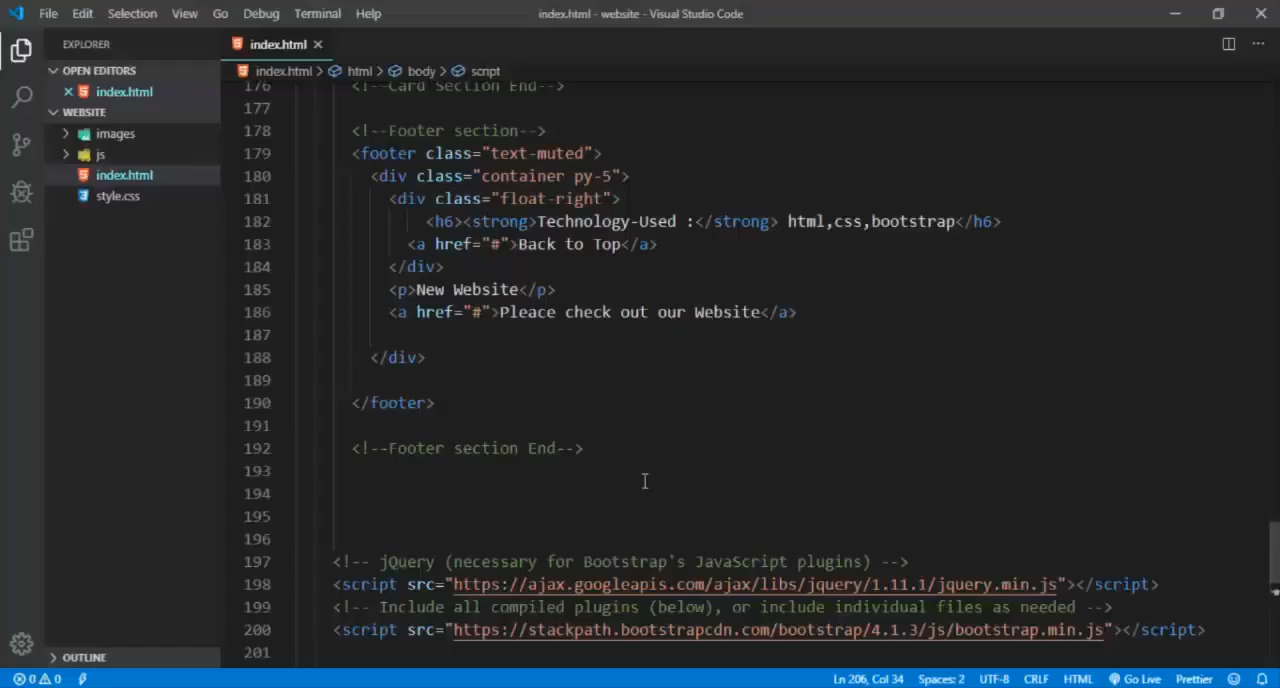 File Edit Selection View Go Debug Terminal Help index.html - website - Visual Studio Code
EXPLORER
index.html
OPEN EDITORS
index.html
WEBSITE
images
js
index.html
style.css
OUTLINE
index.html > html > body > script
176 <!--Card Section End-->
177
178 <!--Footer section-->
179 <footer class="text-muted">
180 <div class="container py-5">
181 <div class="float-right">
182 <h6><strong>Technology-Used :</strong> html,css,bootstrap</h6>
183 <a href="#">Back to Top</a>
184 </div>
185 <p>New Website</p>
186 <a href="#">Pleace check out our Website</a>
187
188 </div>
189
190 </footer>
191
192 <!--Footer section End-->
193
194
195
196
197 <!-- jQuery (necessary for Bootstrap's JavaScript plugins) -->
198 <script src="https://ajax.googleapis.com/ajax/libs/jquery/1.11.1/jquery.min.js"></script>
199 <!-- Include all compiled plugins (below), or include individual files as needed -->
200 <script src="https://stackpath.bootstrapcdn.com/bootstrap/4.1.3/js/bootstrap.min.js"></script>
201
0 0 Ln 206, Col 34 Spaces: 2 UTF-8 CRLF HTML Go Live Prettier